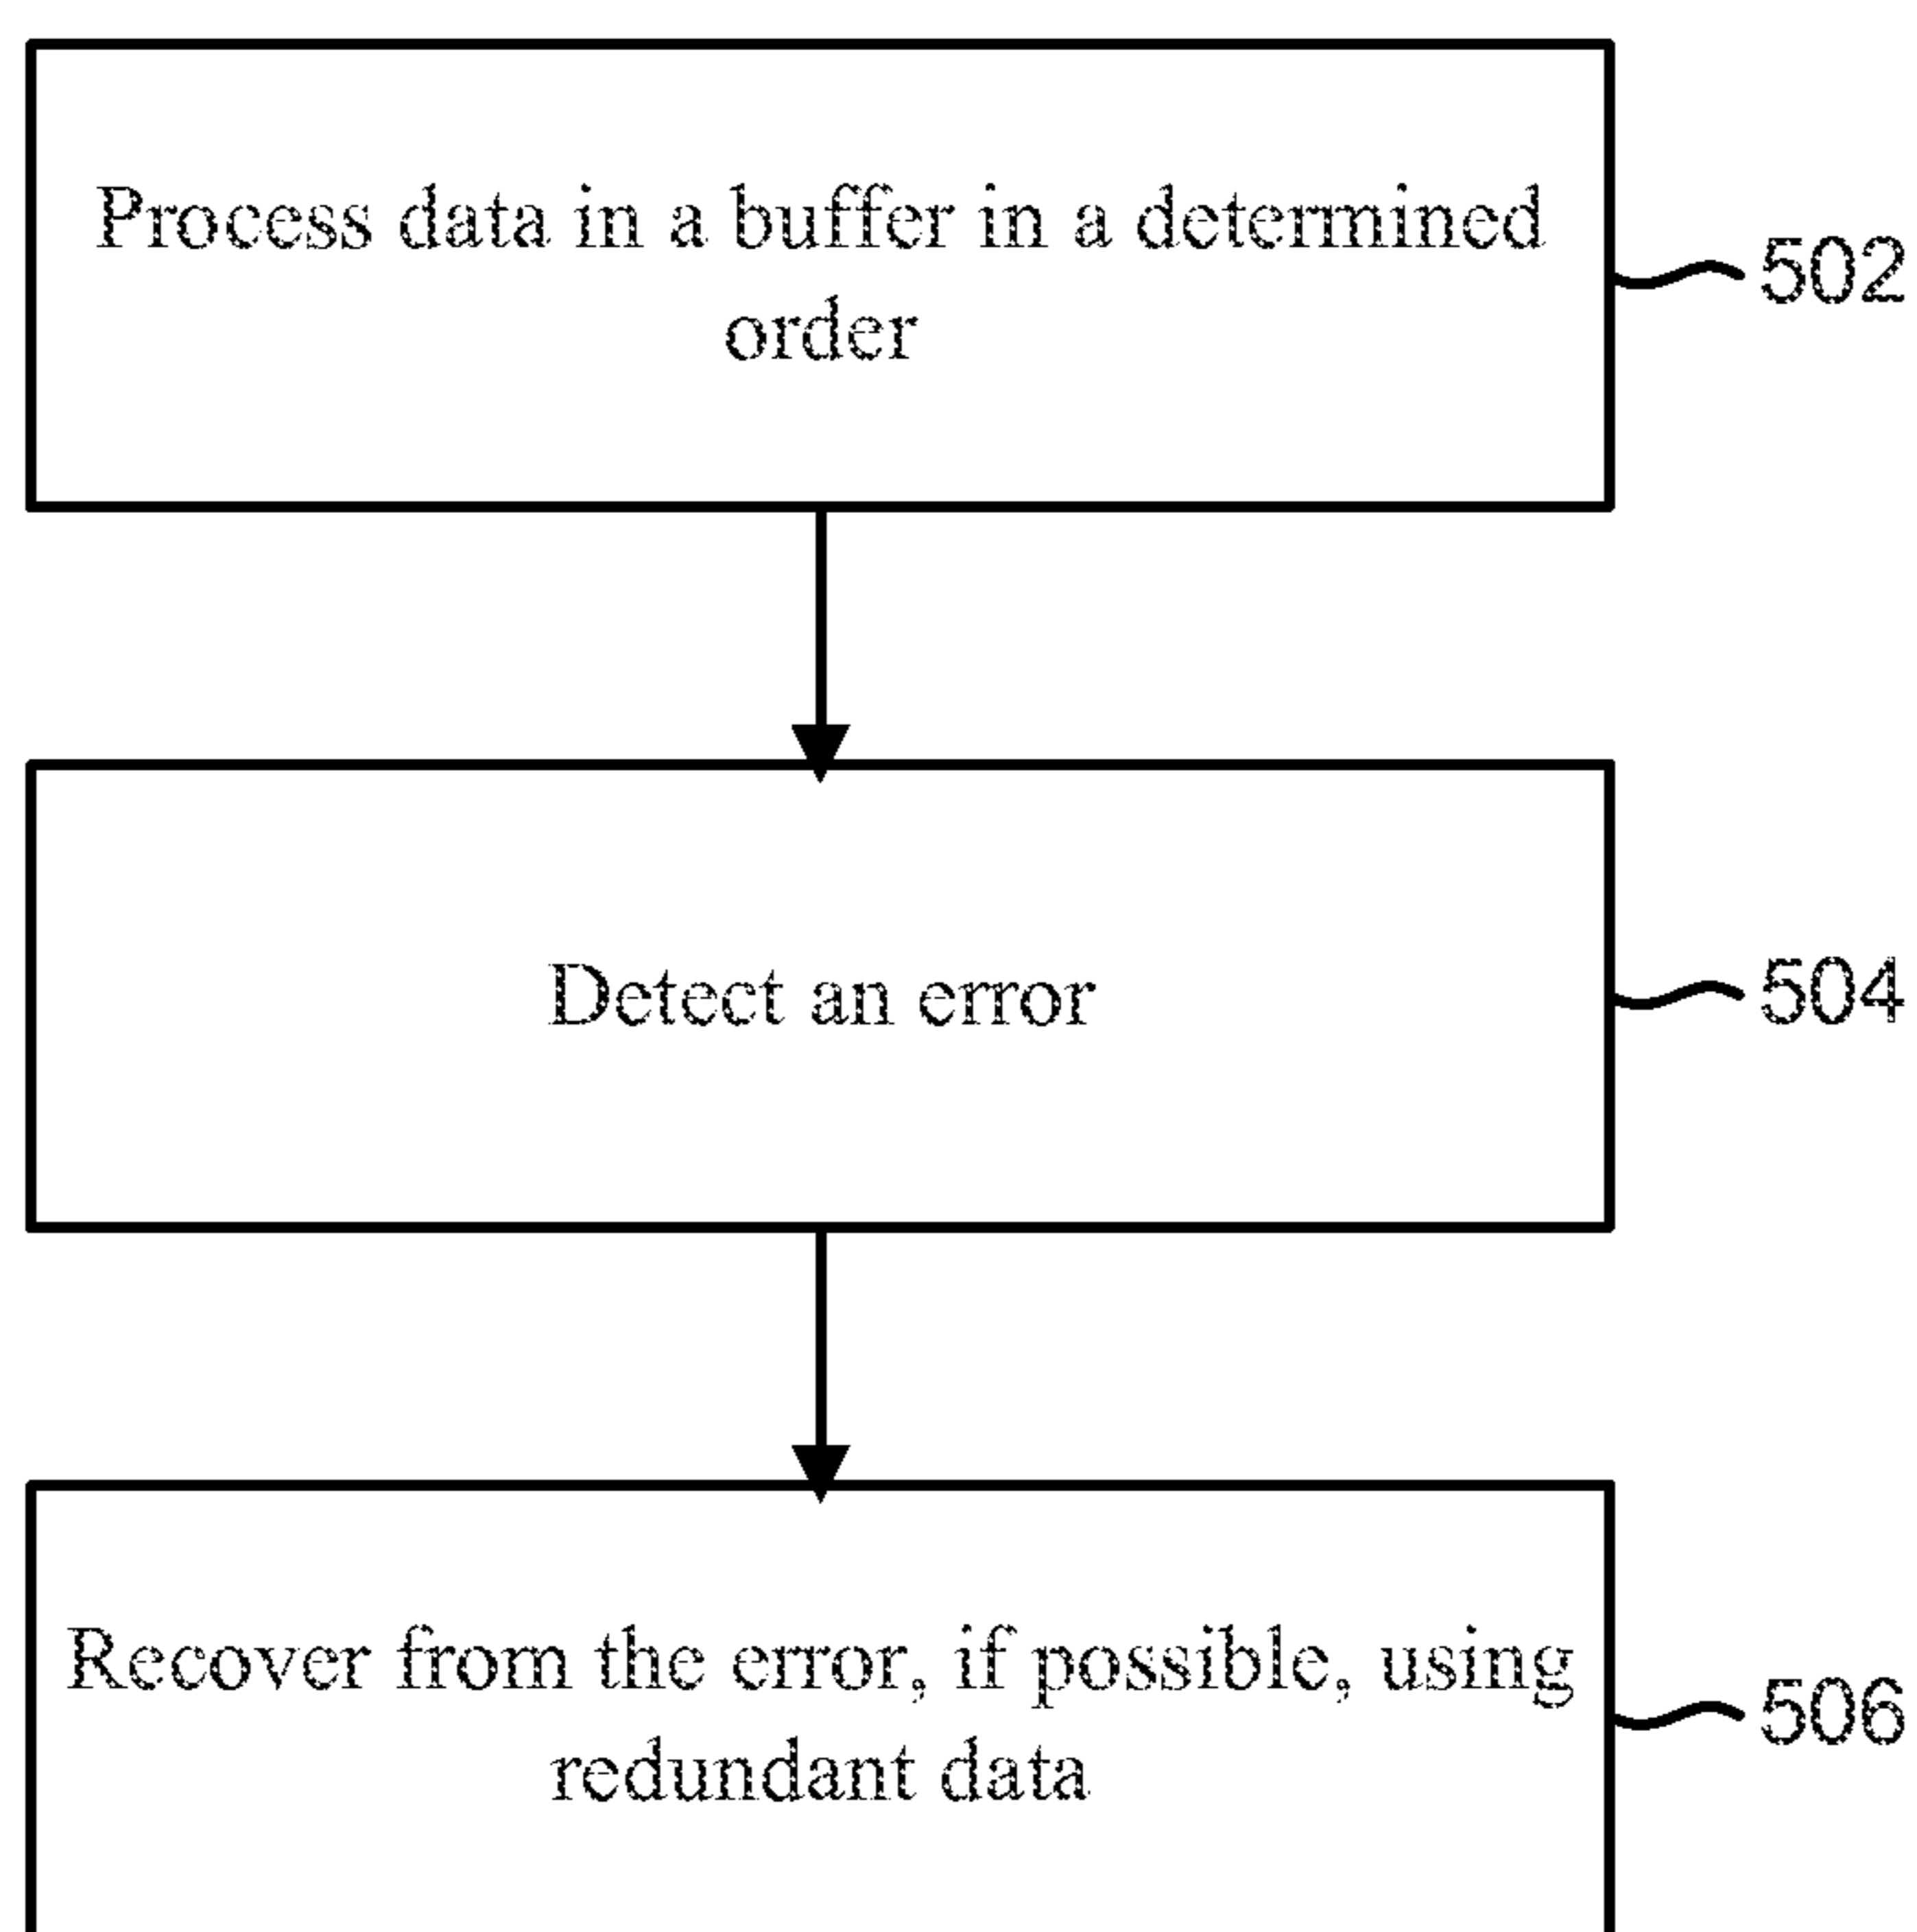 Process data in a buffer in a determined
order
502
Detect an error
504
Recover from the error, if possible, using
redundant data
506